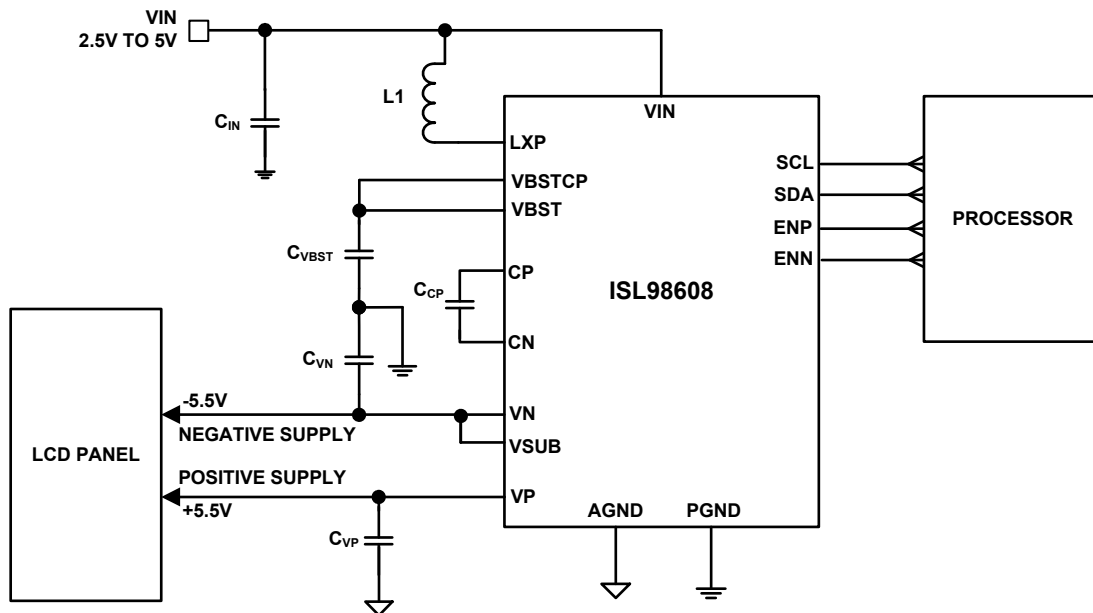 VIN
2.5V TO 5V
L1
VIN
CIN
LXP
SCL
VBSTCP
SDA
VBST
PROCESSOR
ENP
CVBST
ENN
CP
CCP
ISL98608
CN
CVN
-5.5V
VN
NEGATIVE SUPPLY
VSUB
LCD PANEL
POSITIVE SUPPLY
VP
+5.5V
AGND
PGND
CVP